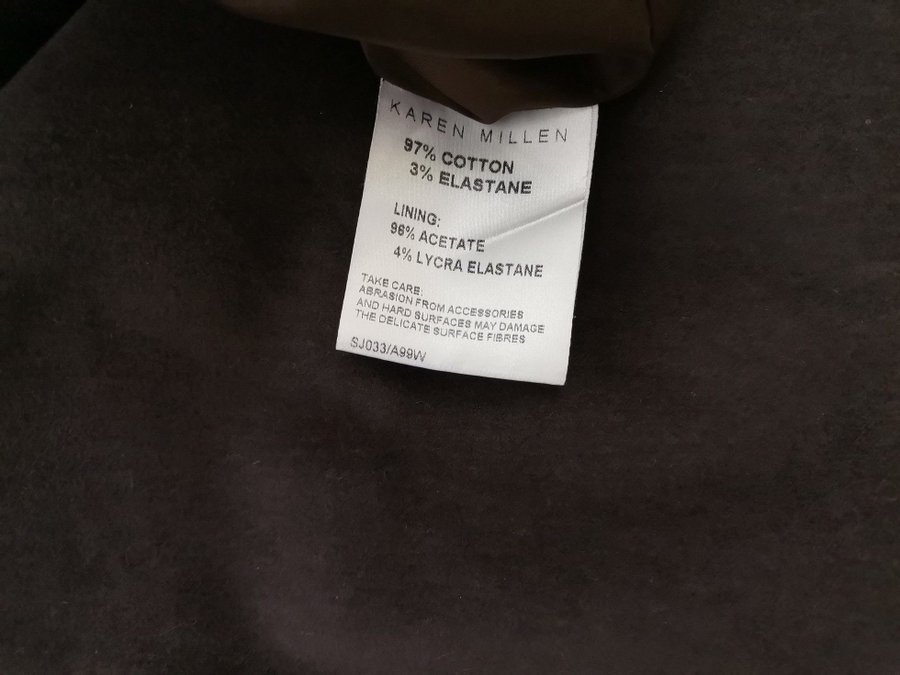 KAREN MILLEN
97% COTTON
3% ELASTANE
LINING:
96% ACETATE
4% LYCRA ELASTANE
TAKE CARE:
ABRASION FROM ACCESSORIES
AND HARD SURFACES MAY DAMAGE
THE DELICATE SURFACE FIBRES
SJ033/A99W